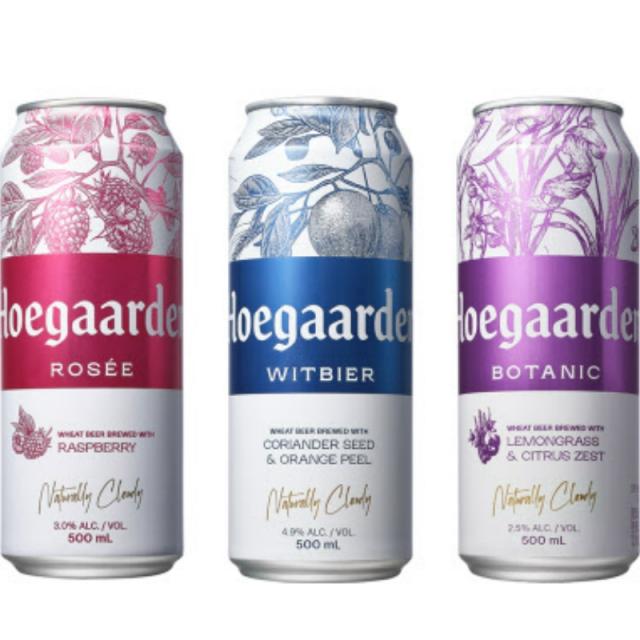 Hoegaarden
ROSÉE
WHEAT BEER BREWED WITH
RASPBERRY
Naturally Cloudy
3.0% ALC. / VOL.
500 mL
Hoegaarden
WITBIER
WHEAT BEER BREWED WITH
CORIANDER SEED
& ORANGE PEEL
Naturally Cloudy
4.9% ALC. / VOL.
500 mL
Hoegaarden
BOTANIC
WHEAT BEER BREWED WITH
LEMONGRASS
& CITRUS ZEST
Naturally Cloudy
2.5% ALC. / VOL.
500 mL